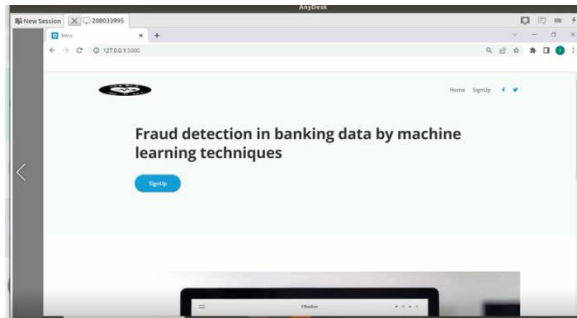 AnyDesk
New Session
208033995
127.0.0.1:5000
Home SignUp
Fraud detection in banking data by machine
learning techniques
SignUp